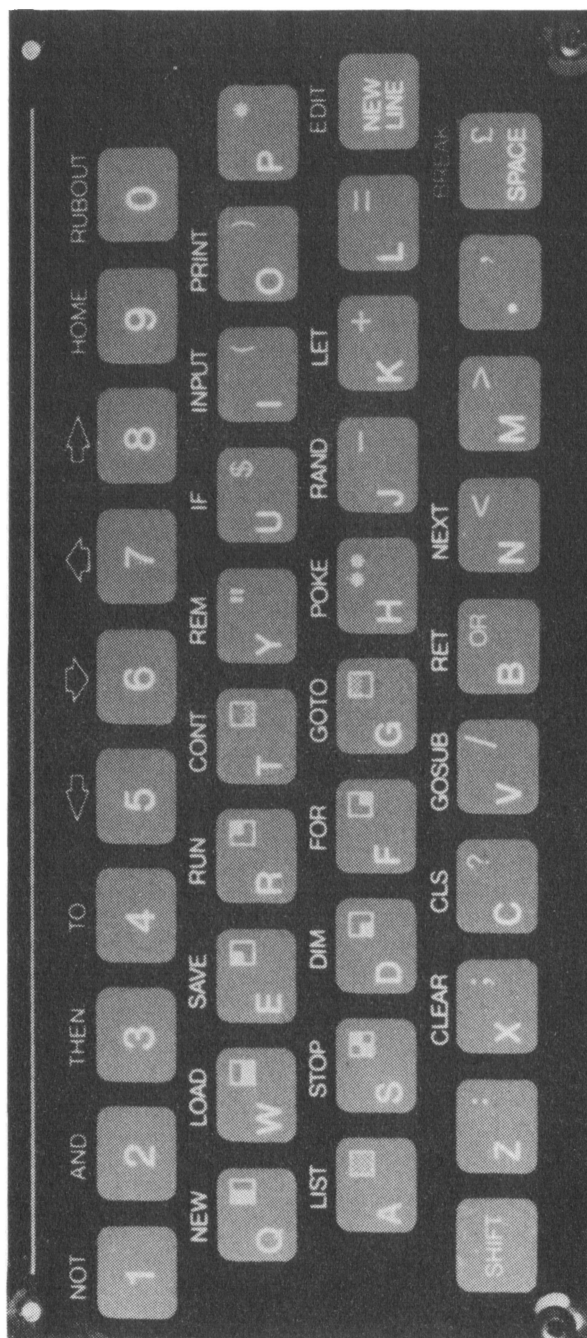 NOT AND THEN TO ⇦ ⇩ ⇧ ⇨ HOME RUBOUT
1 2 3 4 5 6 7 8 9 0
NEW LOAD SAVE RUN CONT REM IF INPUT PRINT
Q W E R T Y " U $ I ( O ) P *
LIST STOP DIM FOR GOTO POKE RAND LET EDIT
A S D F G H ** J - K + L = NEW LINE
CLEAR CLS GOSUB RET NEXT BREAK
SHIFT Z : X ; C ? V / B OR N < M > . , £ SPACE